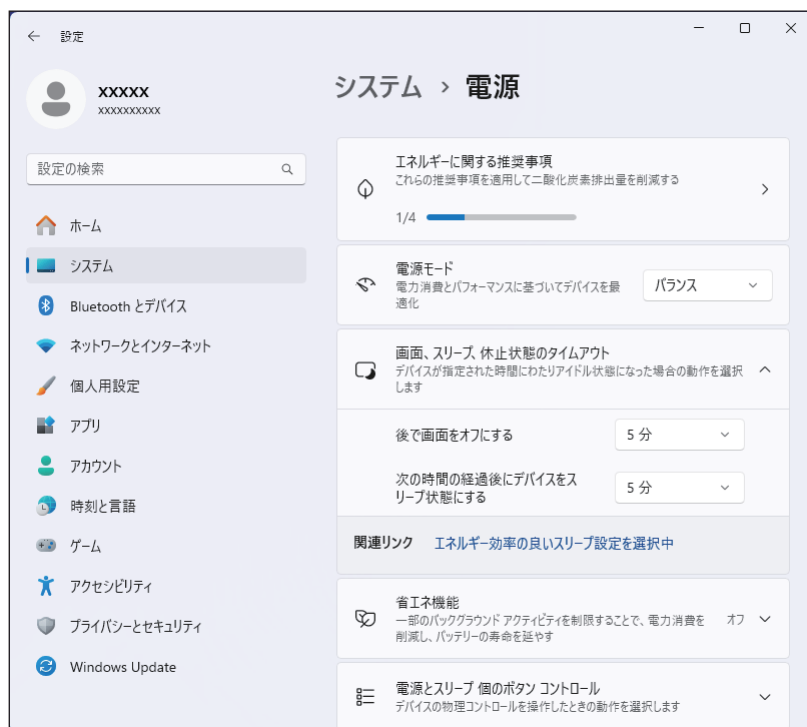 設定
xxxxx
xxxxxxxxxx
設定の検索
ホーム
システム
Bluetooth とデバイス
ネットワークとインターネット
個人用設定
アプリ
アカウント
時刻と言語
ゲーム
アクセシビリティ
プライバシーとセキュリティ
Windows Update
システム › 電源
エネルギーに関する推奨事項
これらの推奨事項を適用して二酸化炭素排出量を削減する
1/4
電源モード
電力消費とパフォーマンスに基づいてデバイスを最
適化
バランス
画面、スリープ、休止状態のタイムアウト
デバイスが指定された時間にわたりアイドル状態になった場合の動作を選択
します
後で画面をオフにする
5 分
次の時間の経過後にデバイスをス
リープ状態にする
5 分
関連リンク エネルギー効率の良いスリープ設定を選択中
省エネ機能
一部のバックグラウンド アクティビティを制限することで、電力消費を
削減し、バッテリーの寿命を延やす
オフ
電源とスリープ 個のボタン コントロール
デバイスの物理コントロールを操作したときの動作を選択します